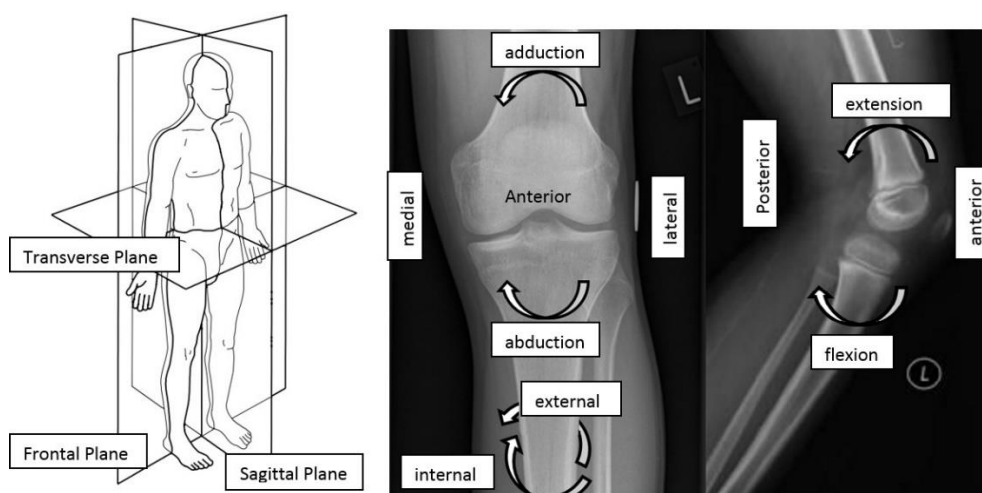 Transverse Plane
Frontal Plane
Sagittal Plane
adduction
L
medial
Anterior
lateral
abduction
external
internal
L
extension
Posterior
anterior
flexion
L